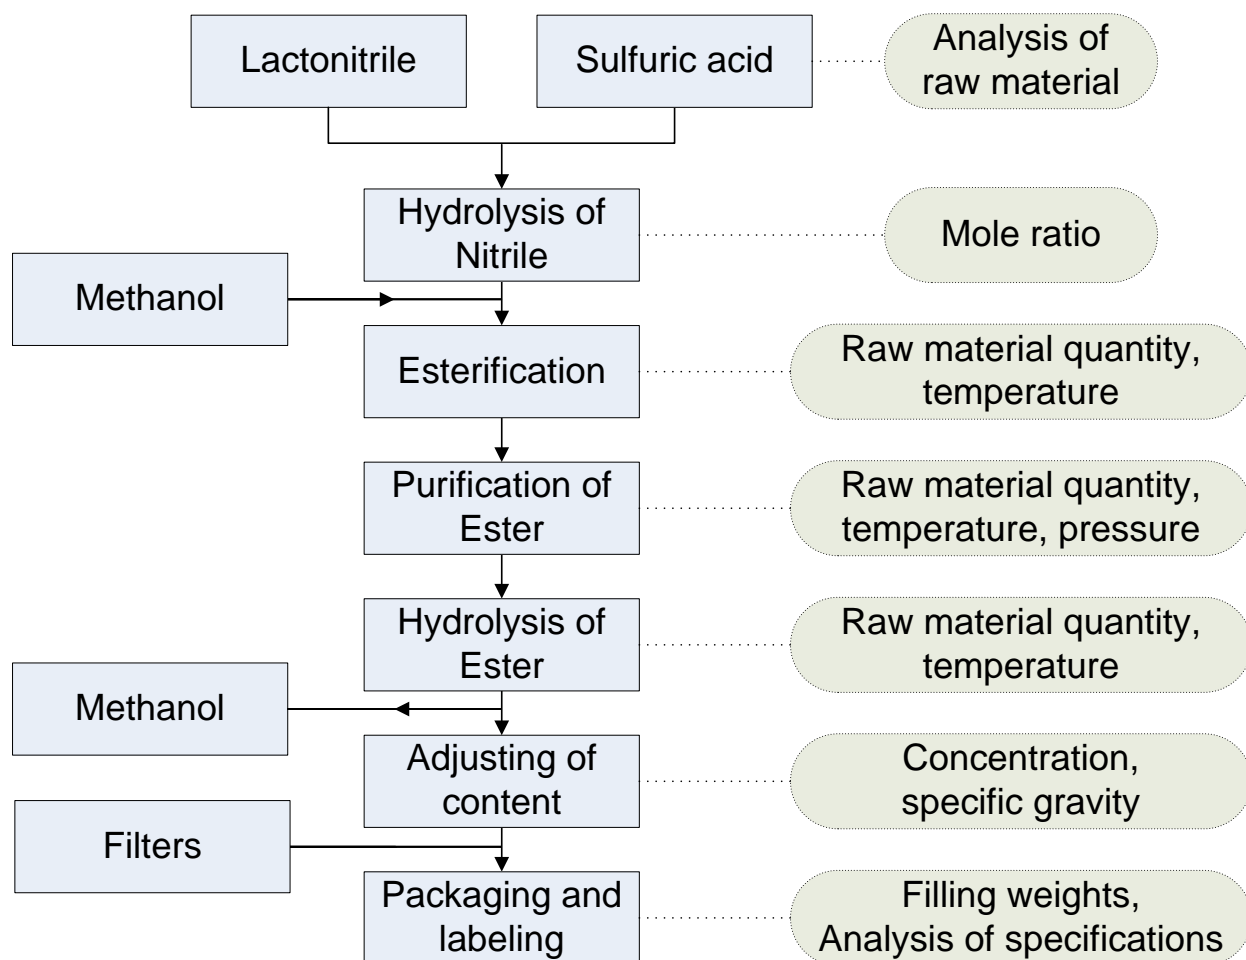 Lactonitrile
Sulfuric acid
Analysis of
raw material
Hydrolysis of
Nitrile
Mole ratio
Methanol
Esterification
Raw material quantity,
temperature
Purification of
Ester
Raw material quantity,
temperature, pressure
Hydrolysis of
Ester
Raw material quantity,
temperature
Methanol
Adjusting of
content
Concentration,
specific gravity
Filters
Packaging and
labeling
Filling weights,
Analysis of specifications